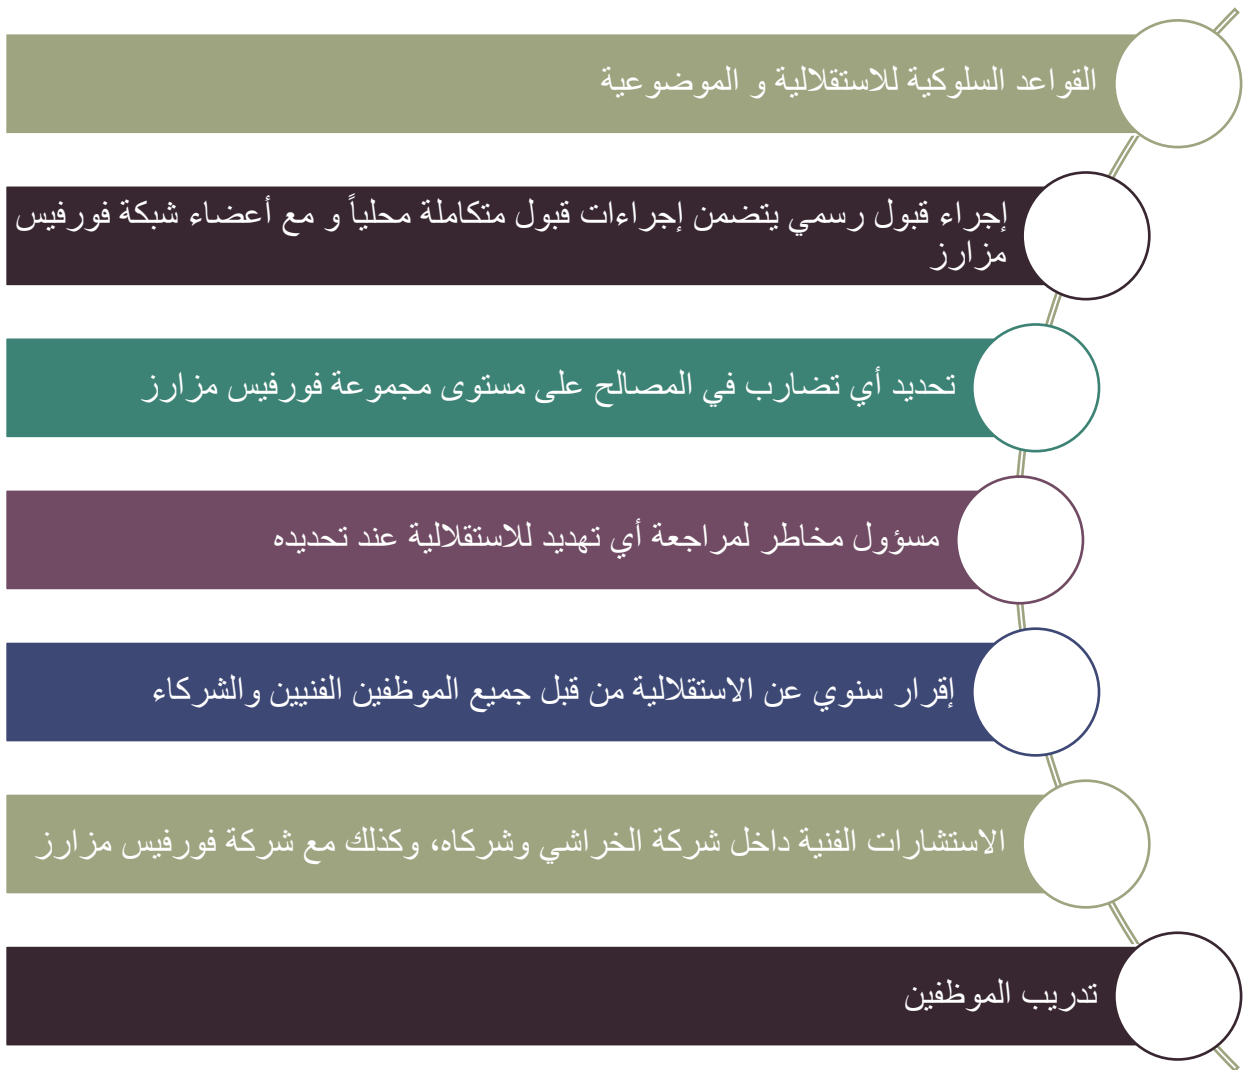 القواعد السلوكية للاستقلالية و الموضوعية
إجراء قبول رسمي يتضمن إجراءات قبول متكاملة محلياً و مع أعضاء شبكة فورفيس
مزارز
تحديد أي تضارب في المصالح على مستوى مجموعة فورفيس مزارز
مسؤول مخاطر لمراجعة أي تهديد للاستقلالية عند تحديده
إقرار سنوي عن الاستقلالية من قبل جميع الموظفين الفنيين والشركاء
الاستشارات الفنية داخل شركة الخراشي وشركاه، وكذلك مع شركة فورفيس مزارز
تدريب الموظفين